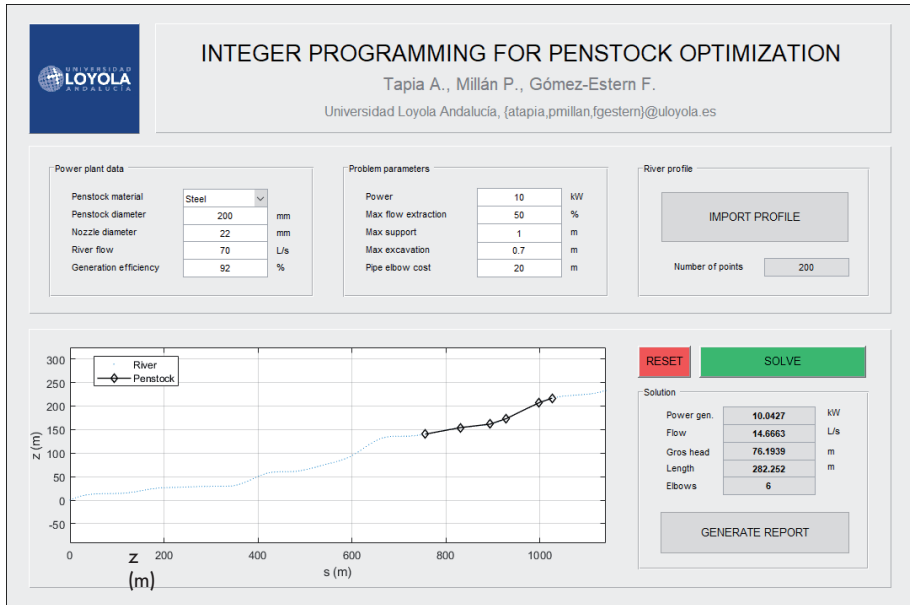 UNIVERSIDAD
LOYOLA
ANDALUCÍA
INTEGER PROGRAMMING FOR PENSTOCK OPTIMIZATION
Tapia A., Millán P., Gómez-Estern F.
Universidad Loyola Andalucía, {atapia,pmillan,fgestern}@uloyola.es
Power plant data
Penstock material Steel
Penstock diameter 200 mm
Nozzle diameter 22 mm
River flow 70 L/s
Generation efficiency 92 %
Problem parameters
Power 10 kW
Max flow extraction 50 %
Max support 1 m
Max excavation 0.7 m
Pipe elbow cost 20 m
River profile
IMPORT PROFILE
Number of points 200
z (m)
300
250
200
150
100
50
0
-50
River
Penstock
0 200 400 600 800 1000
s (m)
z
(m)
RESET SOLVE
Solution
Power gen. 10.0427 kW
Flow 14.6663 L/s
Gros head 76.1939 m
Length 282.252 m
Elbows 6
GENERATE REPORT